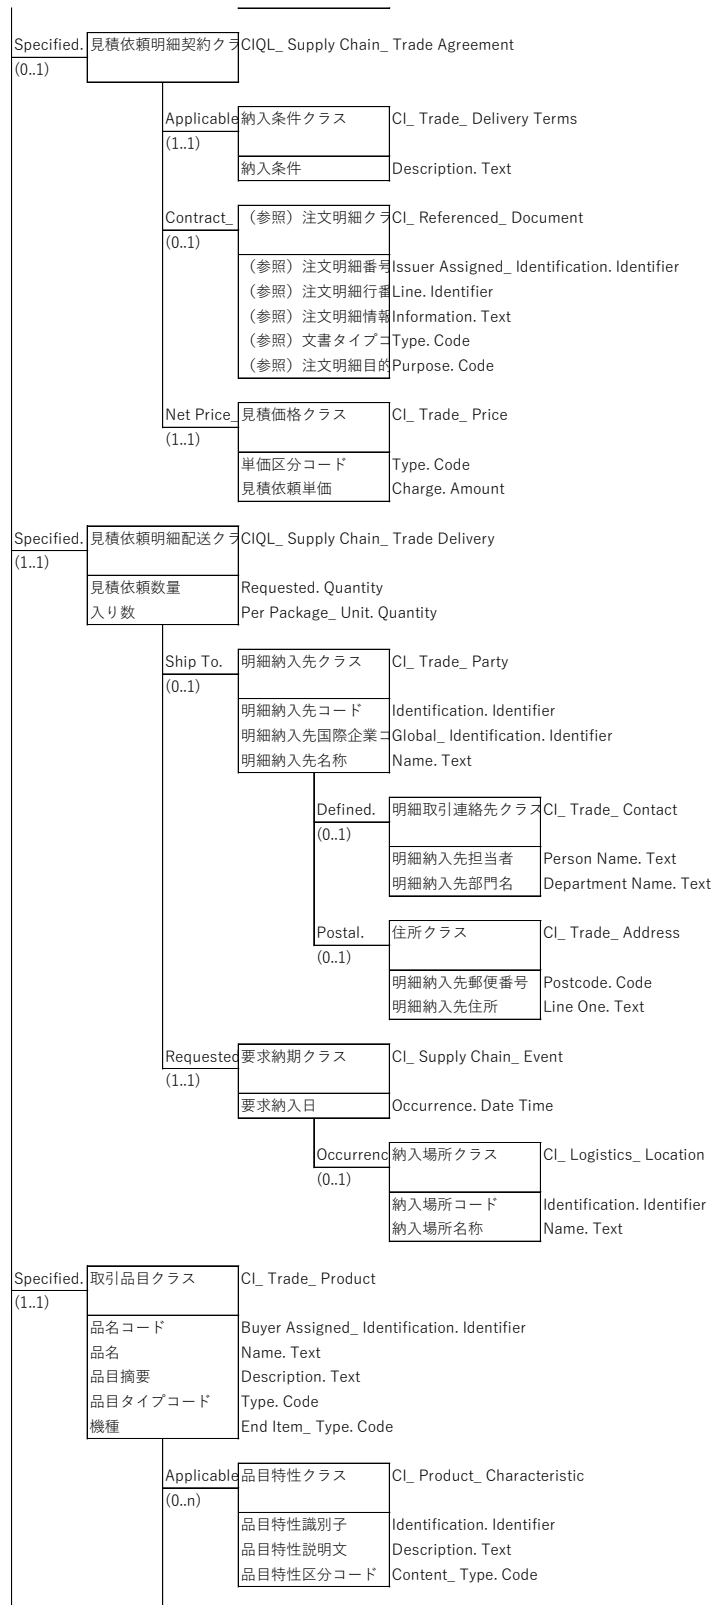 Specified. 見積依頼明細契約クラ CIQL_ Supply Chain_ Trade Agreement
(0..1)
Applicable 納入条件クラス CI_ Trade_ Delivery Terms
(1..1)
納入条件 Description. Text
Contract_ （参照）注文明細クラ CI_ Referenced_ Document
(0..1)
（参照）注文明細番号 Issuer Assigned_ Identification. Identifier
（参照）注文明細行番 Line. Identifier
（参照）注文明細情報 Information. Text
（参照）文書タイプコ Type. Code
（参照）注文明細目的 Purpose. Code
Net Price_ 見積価格クラス CI_ Trade_ Price
(1..1)
単価区分コード Type. Code
見積依頼単価 Charge. Amount
Specified. 見積依頼明細配送クラ CIQL_ Supply Chain_ Trade Delivery
(1..1)
見積依頼数量 Requested. Quantity
入り数 Per Package_ Unit. Quantity
Ship To. 明細納入先クラス CI_ Trade_ Party
(0..1)
明細納入先コード Identification. Identifier
明細納入先国際企業コ Global_ Identification. Identifier
明細納入先名称 Name. Text
Defined. 明細取引連絡先クラス CI_ Trade_ Contact
(0..1)
明細納入先担当者 Person Name. Text
明細納入先部門名 Department Name. Text
Postal. 住所クラス CI_ Trade_ Address
(0..1)
明細納入先郵便番号 Postcode. Code
明細納入先住所 Line One. Text
Requested 要求納期クラス CI_ Supply Chain_ Event
(1..1)
要求納入日 Occurrence. Date Time
Occurrenc 納入場所クラス CI_ Logistics_ Location
(0..1)
納入場所コード Identification. Identifier
納入場所名称 Name. Text
Specified. 取引品目クラス CI_ Trade_ Product
(1..1)
品名コード Buyer Assigned_ Identification. Identifier
品名 Name. Text
品目摘要 Description. Text
品目タイプコード Type. Code
機種 End Item_ Type. Code
Applicable 品目特性クラス CI_ Product_ Characteristic
(0..n)
品目特性識別子 Identification. Identifier
品目特性説明文 Description. Text
品目特性区分コード Content_ Type. Code